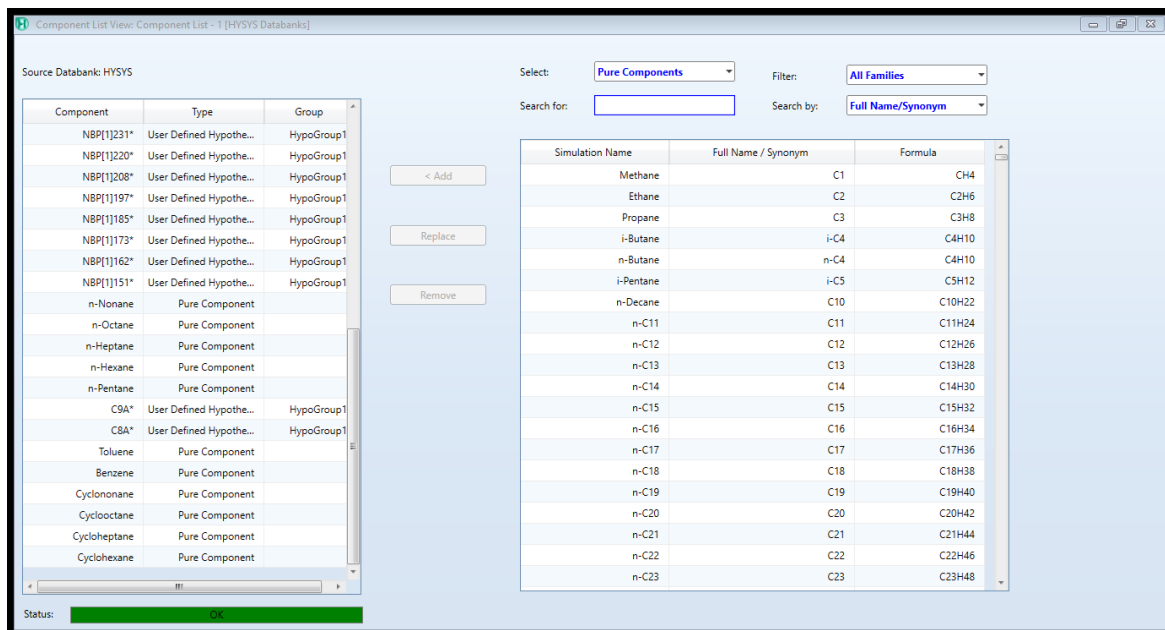 Component List View: Component List - 1 [HYSYS Databanks]
Source Databank: HYSYS
Select: Pure Components Filter: All Families
Search for: Search by: Full Name/Synonym
Component Type Group
NBP[1]231* User Defined Hypothe... HypoGroup1
NBP[1]220* User Defined Hypothe... HypoGroup1
NBP[1]208* User Defined Hypothe... HypoGroup1
NBP[1]197* User Defined Hypothe... HypoGroup1
NBP[1]185* User Defined Hypothe... HypoGroup1
NBP[1]173* User Defined Hypothe... HypoGroup1
NBP[1]162* User Defined Hypothe... HypoGroup1
NBP[1]151* User Defined Hypothe... HypoGroup1
n-Nonane Pure Component
n-Octane Pure Component
n-Heptane Pure Component
n-Hexane Pure Component
n-Pentane Pure Component
C9A* User Defined Hypothe... HypoGroup1
C8A* User Defined Hypothe... HypoGroup1
Toluene Pure Component
Benzene Pure Component
Cyclononane Pure Component
Cyclooctane Pure Component
Cycloheptane Pure Component
Cyclohexane Pure Component
Status: OK
< Add
Replace
Remove
Simulation Name Full Name / Synonym Formula
Methane C1 CH4
Ethane C2 C2H6
Propane C3 C3H8
i-Butane i-C4 C4H10
n-Butane n-C4 C4H10
i-Pentane i-C5 C5H12
n-Decane C10 C10H22
n-C11 C11 C11H24
n-C12 C12 C12H26
n-C13 C13 C13H28
n-C14 C14 C14H30
n-C15 C15 C15H32
n-C16 C16 C16H34
n-C17 C17 C17H36
n-C18 C18 C18H38
n-C19 C19 C19H40
n-C20 C20 C20H42
n-C21 C21 C21H44
n-C22 C22 C22H46
n-C23 C23 C23H48